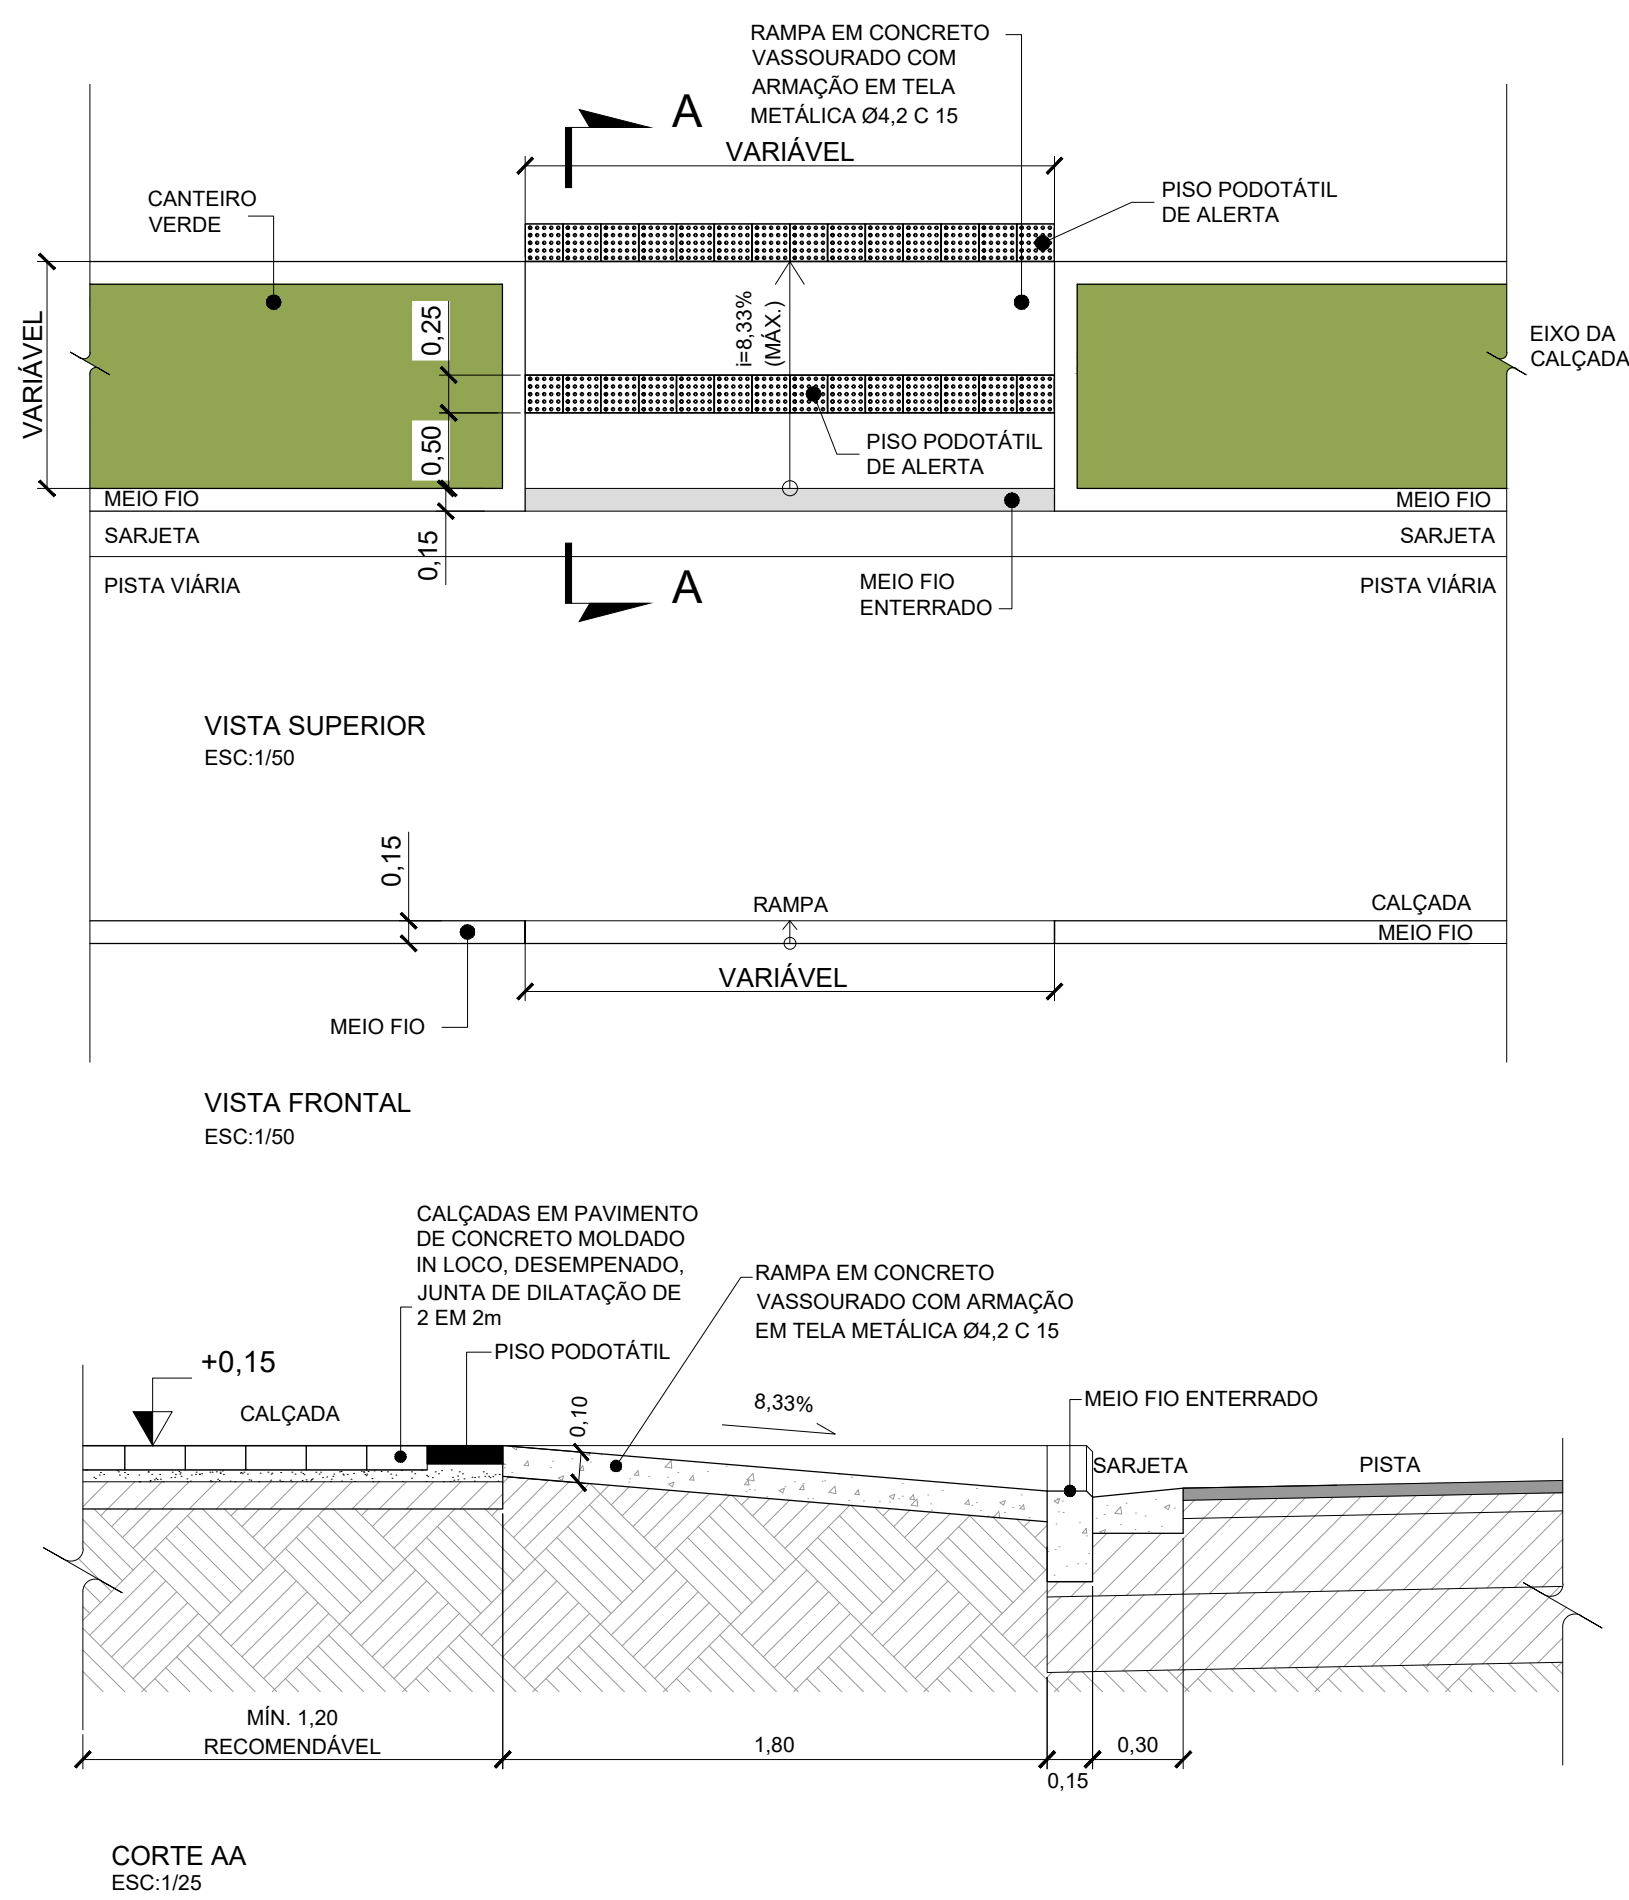 RAMPA EM CONCRETO
VASSOURADO COM
ARMAÇÃO EM TELA
METÁLICA Ø4,2 C 15
A
VARIÁVEL
CANTEIRO
VERDE
PISO PODOTÁTIL
DE ALERTA
VARIÁVEL
0,25
i=8,33%
(MÁX.)
EIXO DA
CALÇADA
0,50
PISO PODOTÁTIL
DE ALERTA
MEIO FIO
MEIO FIO
SARJETA
SARJETA
0,15
PISTA VIÁRIA
A
MEIO FIO
ENTERRADO
PISTA VIÁRIA
VISTA SUPERIOR
ESC:1/50
0,15
RAMPA
CALÇADA
MEIO FIO
VARIÁVEL
MEIO FIO
VISTA FRONTAL
ESC:1/50
CALÇADAS EM PAVIMENTO
DE CONCRETO MOLDADO
IN LOCO, DESEMPENADO,
JUNTA DE DILATAÇÃO DE
2 EM 2m
RAMPA EM CONCRETO
VASSOURADO COM ARMAÇÃO
EM TELA METÁLICA Ø4,2 C 15
PISO PODOTÁTIL
+0,15
CALÇADA
0,10
8,33%
MEIO FIO ENTERRADO
SARJETA
PISTA
MÍN. 1,20
RECOMENDÁVEL
1,80
0,15
0,30
CORTE AA
ESC:1/25